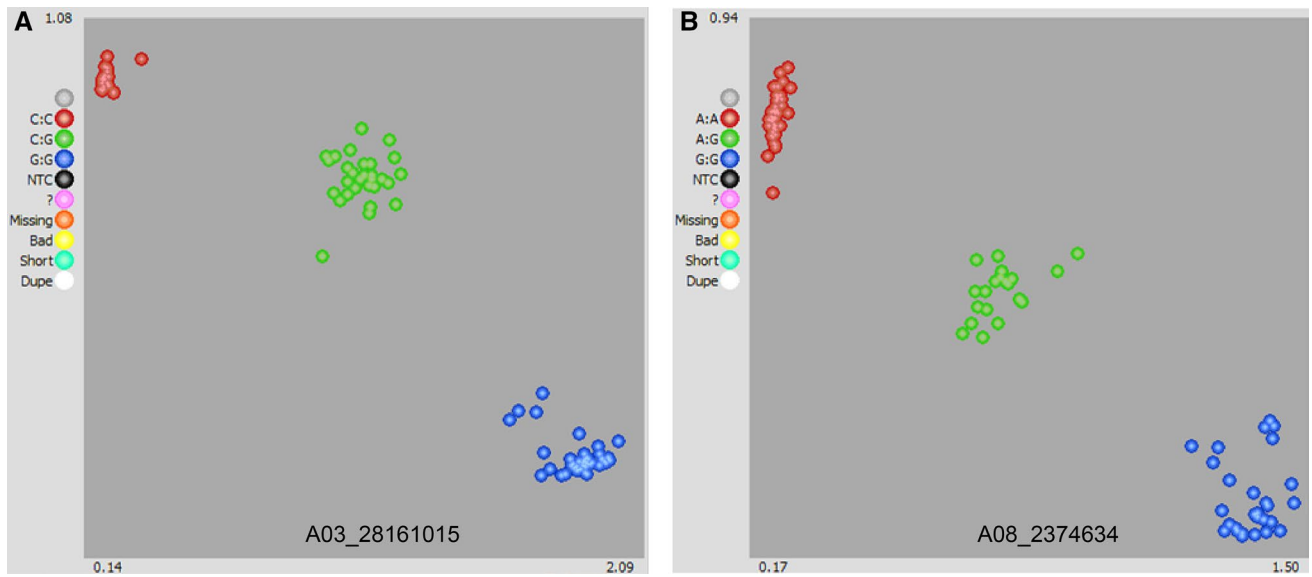 A
1.08
C:C
C:G
G:G
NTC
?
Missing
Bad
Short
Dupe
A03_28161015
0.14 2.09
B
0.94
A:A
A:G
G:G
NTC
?
Missing
Bad
Short
Dupe
A08_2374634
0.17 1.50